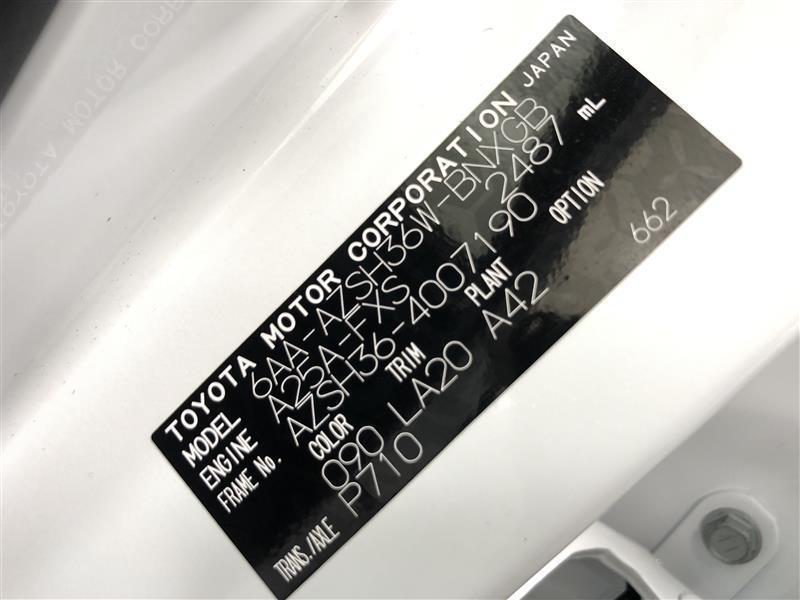 TOYOTA MOTOR CORPORATION JAPAN
MODEL 6AA-AZSH36W-BNXGB
ENGINE A25A-FXS 2487 mL
FRAME No. AZSH36-4007190
COLOR TRIM PLANT OPTION
090 LA20 A42 662
TRANS./AXLE P710